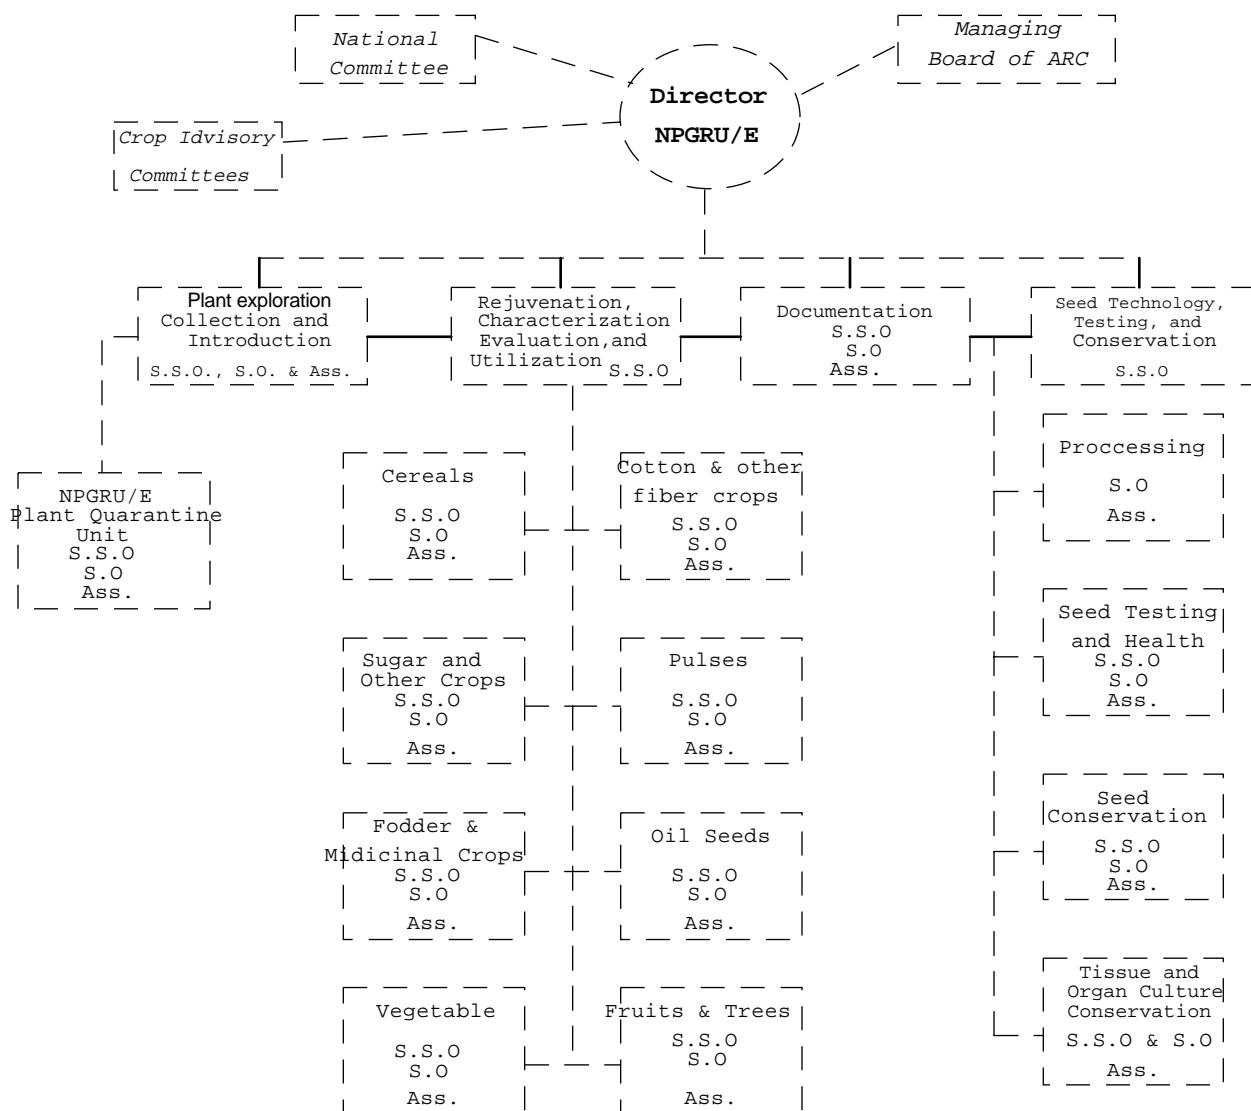 National
Committee
Managing
Board of ARC
Director
NPGRU/E
Crop Idvisory
Committees
Plant exploration
Collection and
Introduction
S.S.O., S.O. & Ass.
Rejuvenation,
Characterization
Evaluation,and
Utilization S.S.O
Documentation
S.S.O
S.O
Ass.
Seed Technology,
Testing, and
Conservation
S.S.O
NPGRU/E
Plant Quarantine
Unit
S.S.O
S.O
Ass.
Cereals
S.S.O
S.O
Ass.
Cotton & other
fiber crops
S.S.O
S.O
Ass.
Proccessing
S.O
Ass.
Sugar and
Other Crops
S.S.O
S.O
Ass.
Pulses
S.S.O
S.O
Ass.
Seed Testing
and Health
S.S.O
S.O
Ass.
Fodder &
Midicinal Crops
S.S.O
S.O
Ass.
Oil Seeds
S.S.O
S.O
Ass.
Seed
Conservation
S.S.O
S.O
Ass.
Vegetable
S.S.O
S.O
Ass.
Fruits & Trees
S.S.O
S.O
Ass.
Tissue and
Organ Culture
Conservation
S.S.O & S.O
Ass.